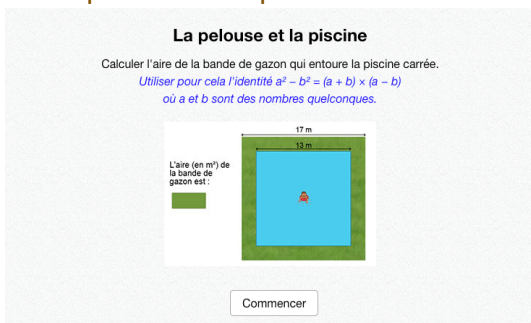 La pelouse et la piscine
Calculer l'aire de la bande de gazon qui entoure la piscine carrée.
Utiliser pour cela l'identité a² − b² = (a + b) × (a − b)
où a et b sont des nombres quelconques.
17 m
13 m
L'aire (en m²) de
la bande de
gazon est :
Commencer